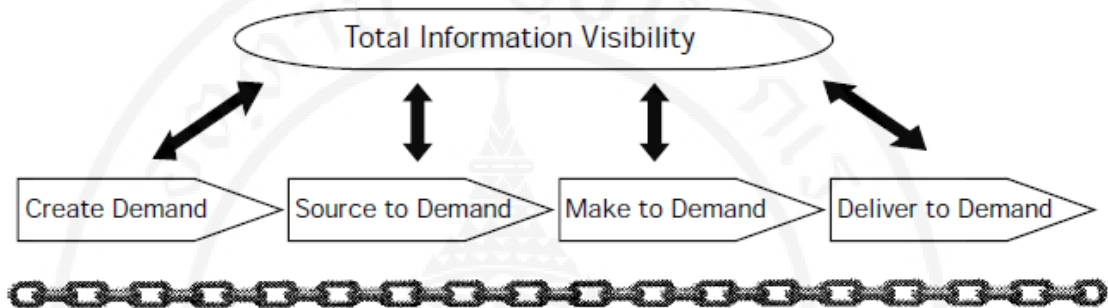 Total Information Visibility
Create Demand
Source to Demand
Make to Demand
Deliver to Demand